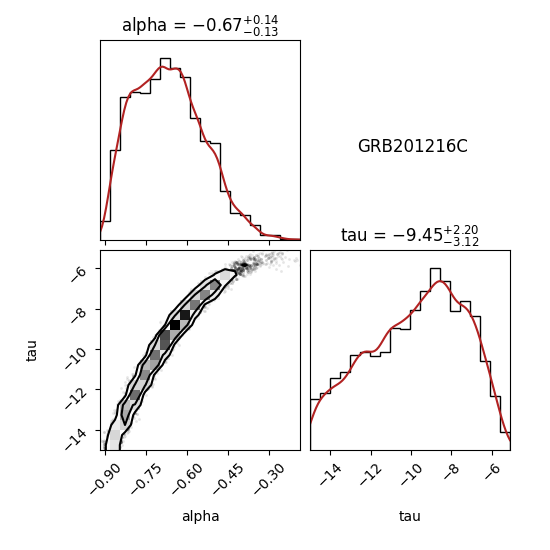 alpha = −0.67+0.14−0.13
GRB201216C
tau = −9.45+2.20−3.12
−6
−8
−10
−12
−14
tau
−0.90
−0.75
−0.60
−0.45
−0.30
alpha
−14
−12
−10
−8
−6
tau